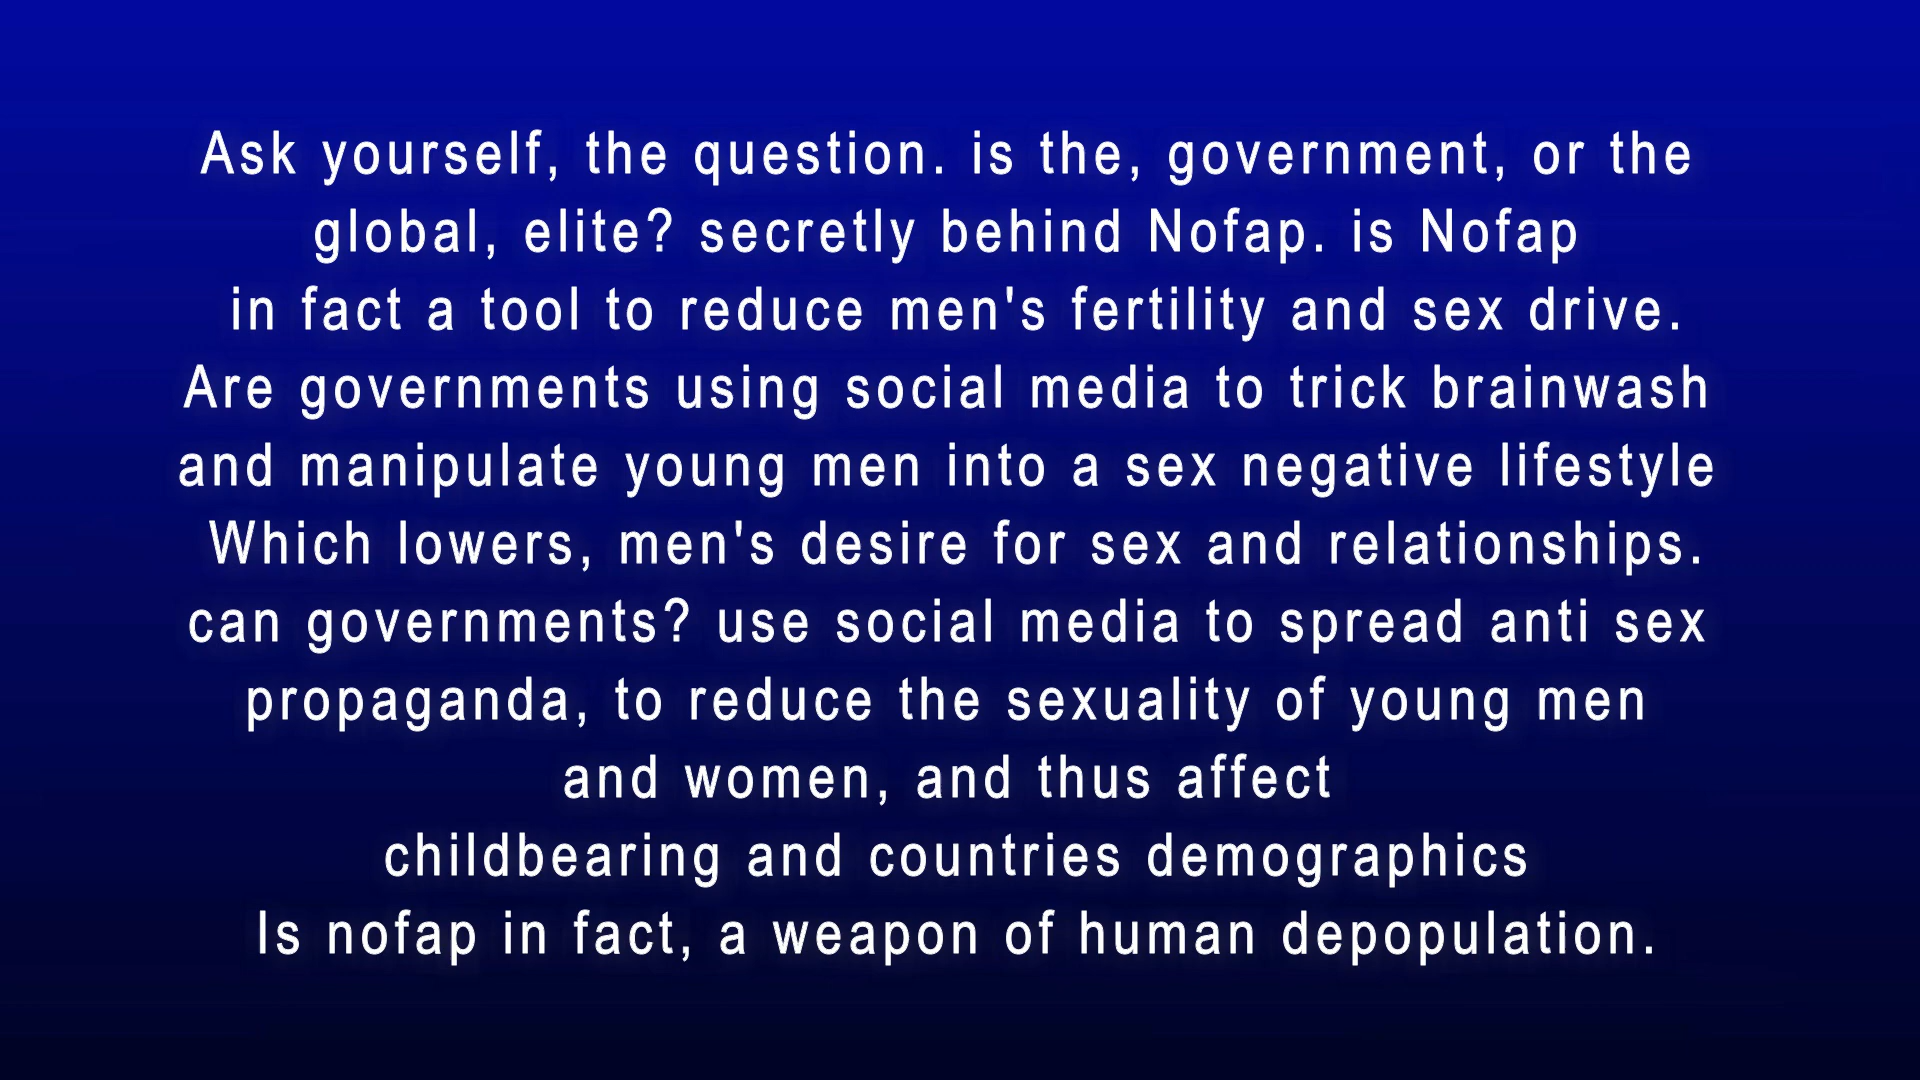 Ask yourself, the question. is the, government, or the
global, elite? secretly behind Nofap. is Nofap
in fact a tool to reduce men's fertility and sex drive.
Are governments using social media to trick brainwash
and manipulate young men into a sex negative lifestyle
Which lowers, men's desire for sex and relationships.
can governments? use social media to spread anti sex
propaganda, to reduce the sexuality of young men
and women, and thus affect
childbearing and countries demographics
Is nofap in fact, a weapon of human depopulation.